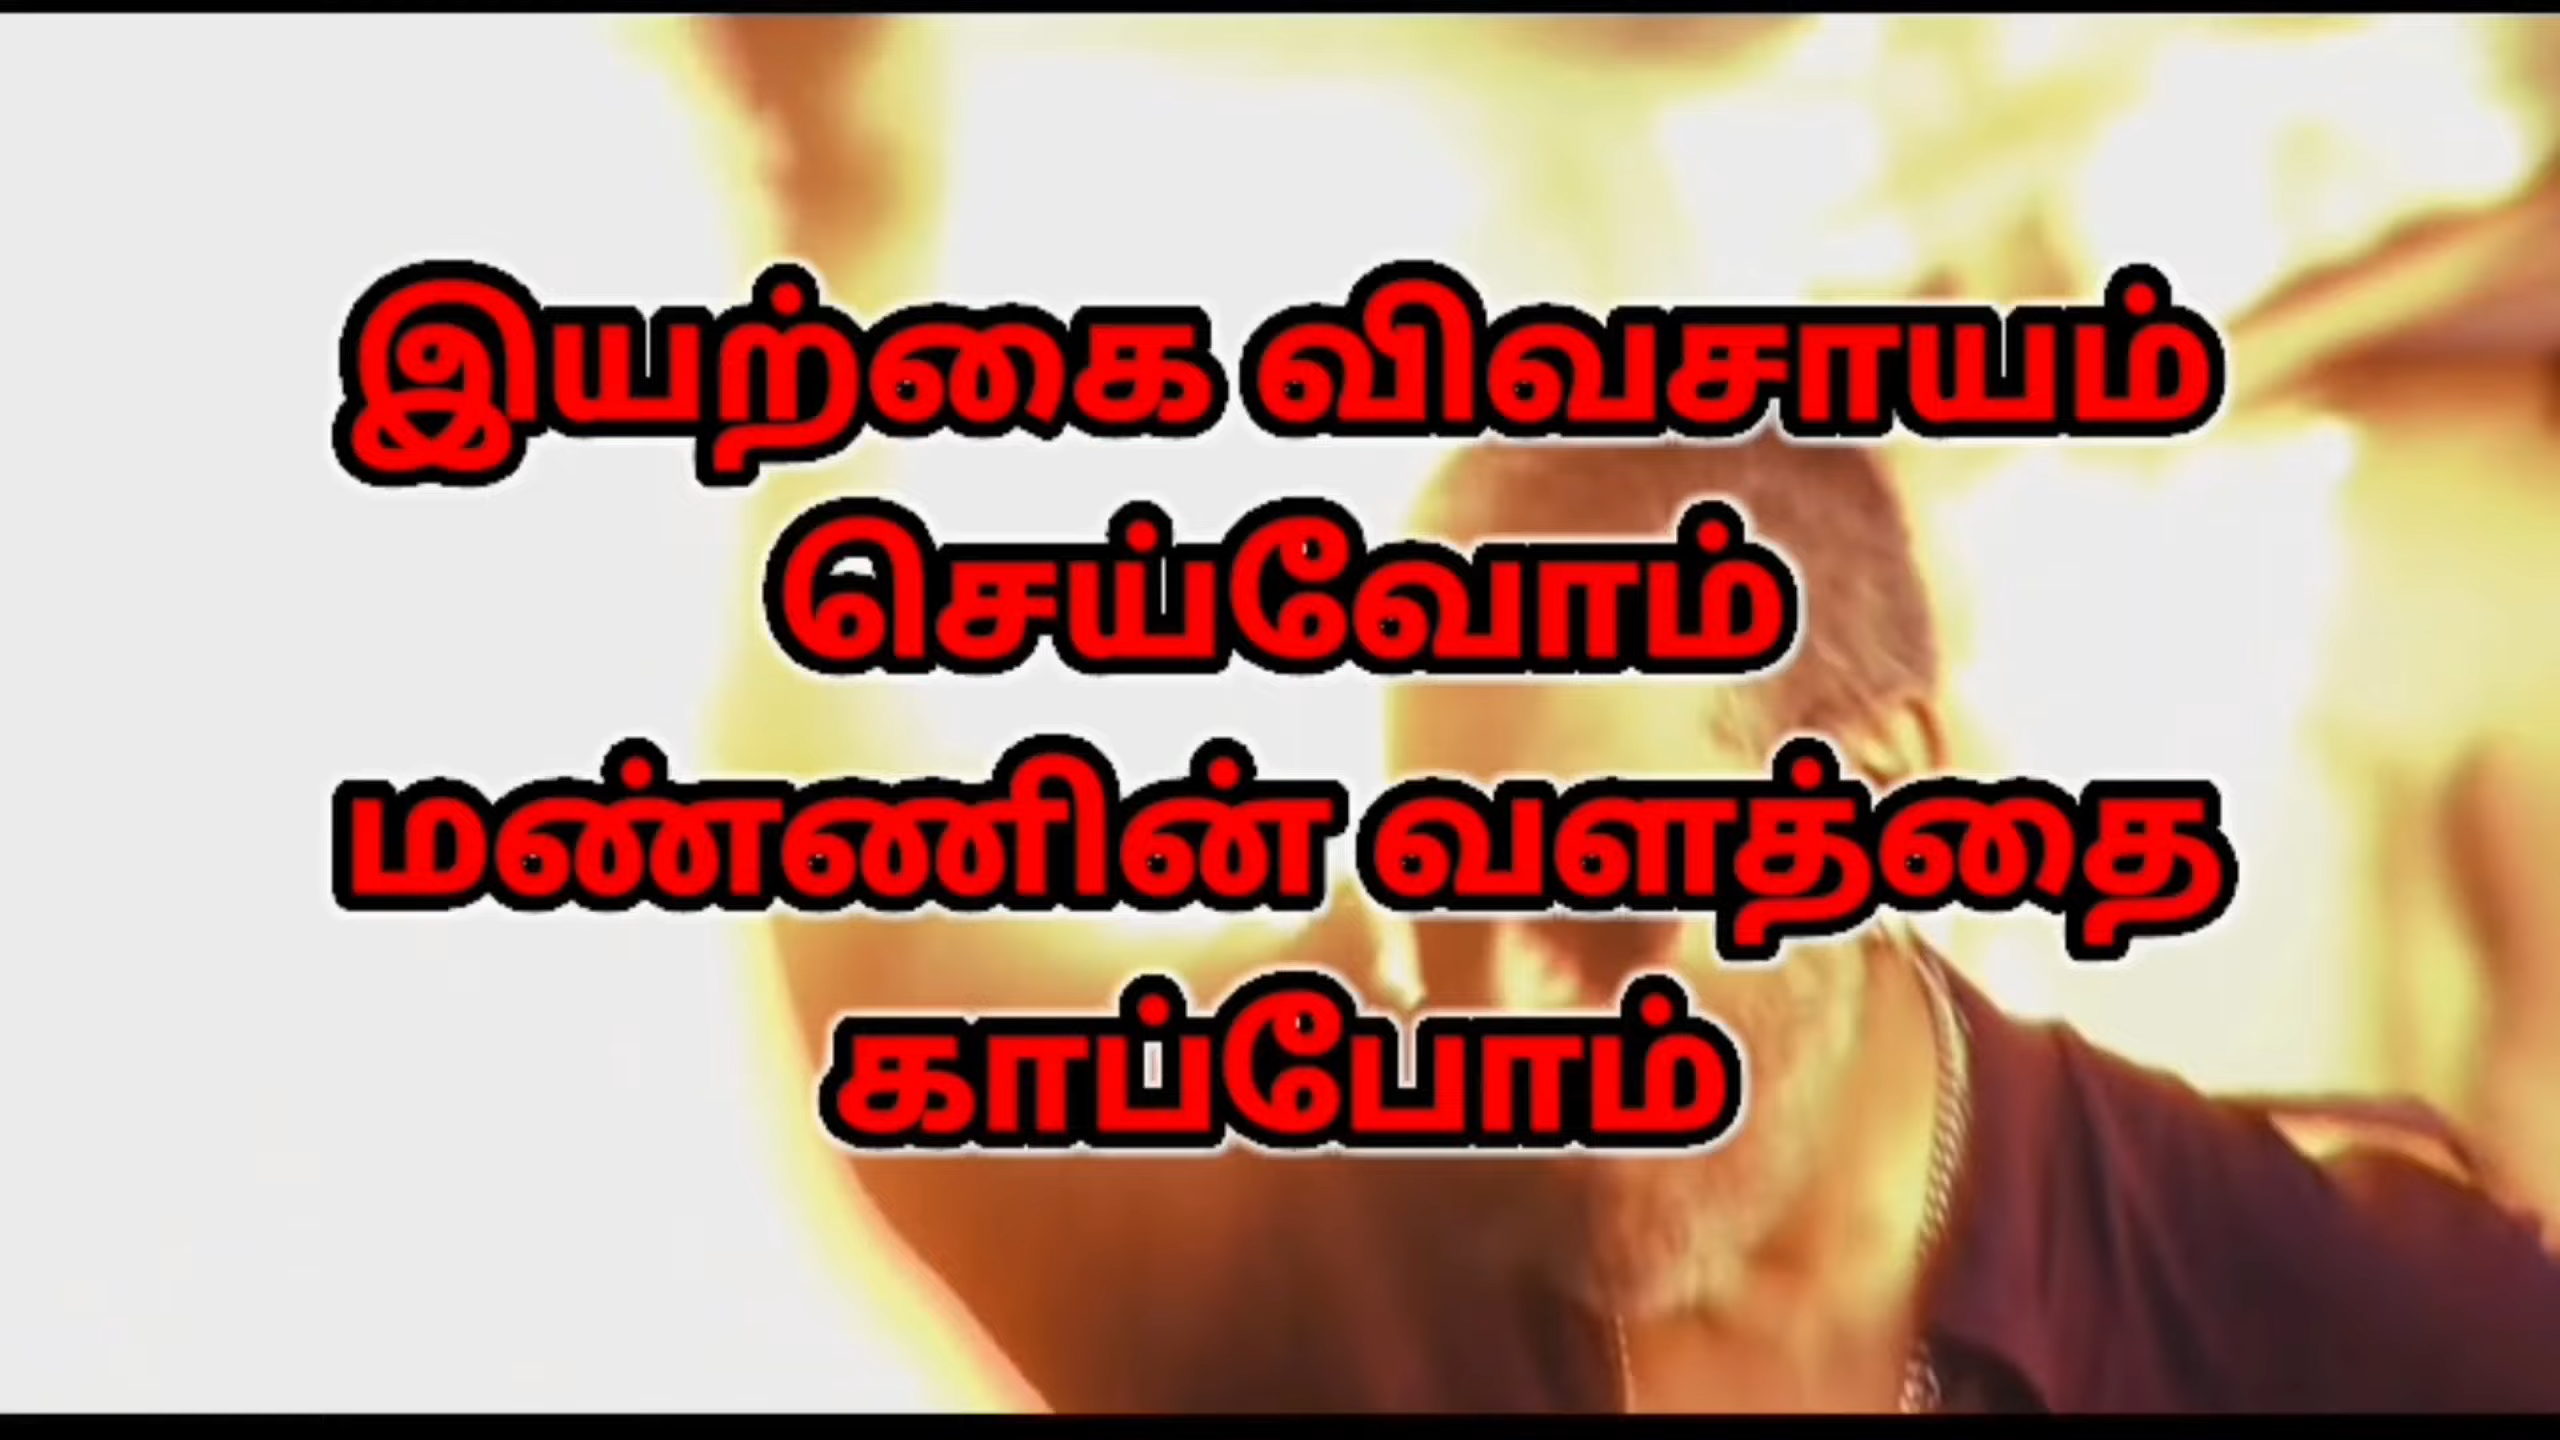 இயற்கை விவசாயம்
செய்வோம்
மண்ணின் வளத்தை
காப்போம்